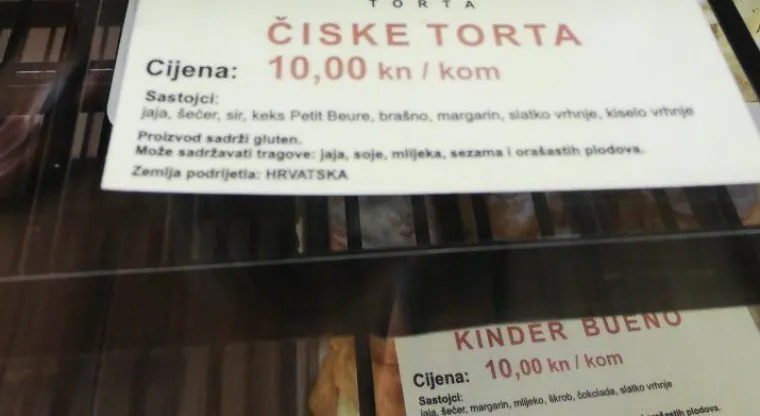 TORTA
ČISKE TORTA
Cijena: 10,00 kn / kom
Sastojci:
jaja, šećer, sir, keks Petit Beure, brašno, margarin, slatko vrhnje, kiselo vrhnje
Proizvod sadrži gluten.
Može sadržavati tragove: jaja, soje, mlijeka, sezama i orašastih plodova.
Zemlja podrijetla: HRVATSKA
KINDER BUENO
Cijena: 10,00 kn / kom
Sastojci:
jaja, šećer, margarin, mlijeko, škrob, čokolada, slatko vrhnje
orašastih plodova.